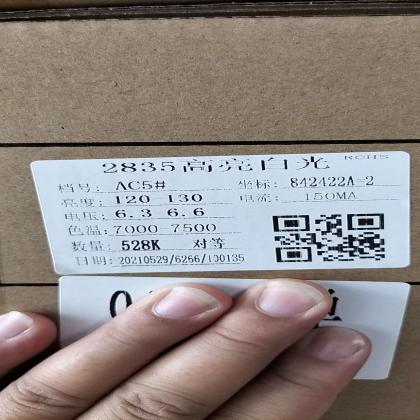 2835高亮白光 ROHS
档号: AC5# 坐标: 842422A-2
亮度: 120 130 电流: 150MA
电压: 6.3 6.6
色温: 7000-7500
数量: 528K 对等
日期: 20210529/6266/100135